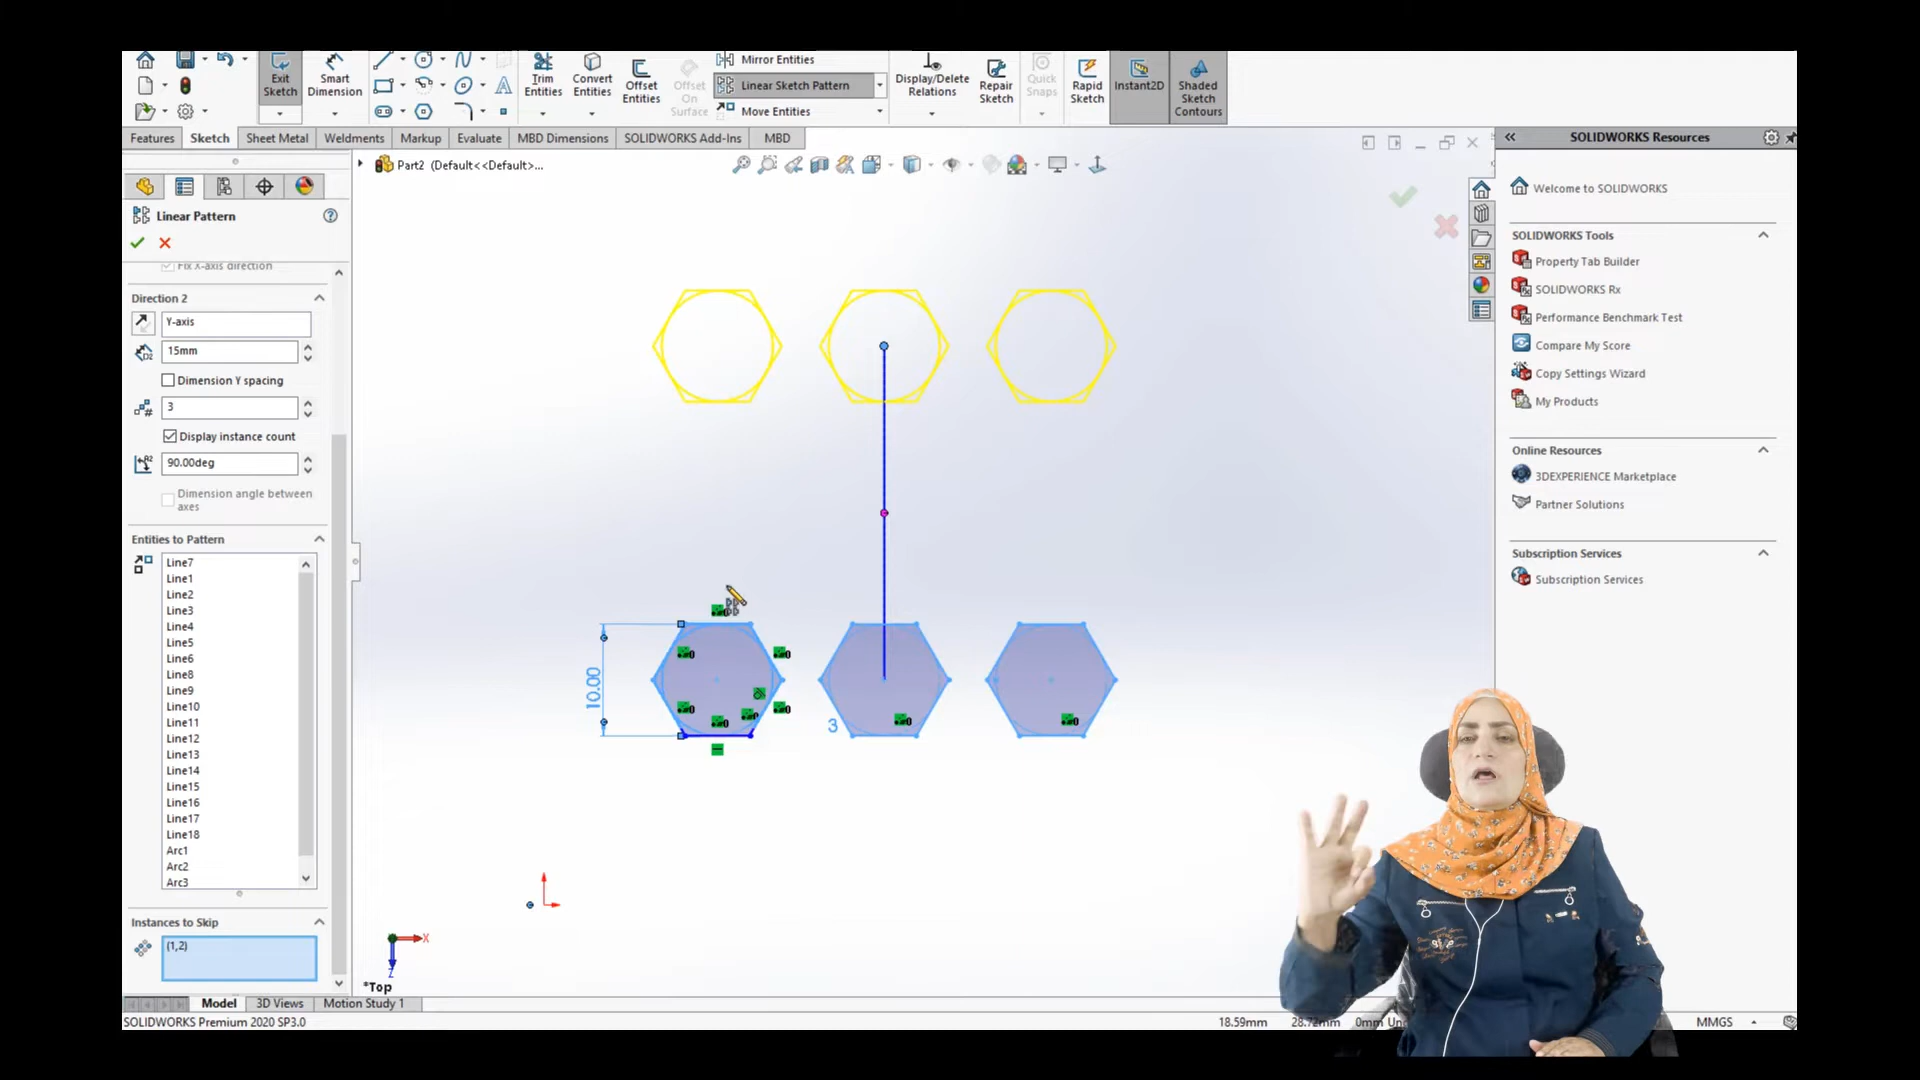 Exit Sketch
Smart Dimension
Trim Entities
Convert Entities
Offset Entities
Offset On Surface
Mirror Entities
Linear Sketch Pattern
Move Entities
Display/Delete Relations
Repair Sketch
Quick Snaps
Rapid Sketch
Instant2D
Shaded Sketch Contours
Features
Sketch
Sheet Metal
Weldments
Markup
Evaluate
MBD Dimensions
SOLIDWORKS Add-Ins
MBD
SOLIDWORKS Resources
Part2 (Default<<Default>...
Linear Pattern
Fix X-axis direction
Direction 2
Y-axis
15mm
Dimension Y spacing
3
Display instance count
90.00deg
Dimension angle between
axes
Entities to Pattern
Line7
Line1
Line2
Line3
Line4
Line5
Line6
Line8
Line9
Line10
Line11
Line12
Line13
Line14
Line15
Line16
Line17
Line18
Arc1
Arc2
Arc3
Instances to Skip
(1,2)
10.00
3
X
Z
*Top
Welcome to SOLIDWORKS
SOLIDWORKS Tools
Property Tab Builder
SOLIDWORKS Rx
Performance Benchmark Test
Compare My Score
Copy Settings Wizard
My Products
Online Resources
3DEXPERIENCE Marketplace
Partner Solutions
Subscription Services
Subscription Services
Model
3D Views
Motion Study 1
SOLIDWORKS Premium 2020 SP3.0
18.59mm
28.72mm
0mm
MMGS